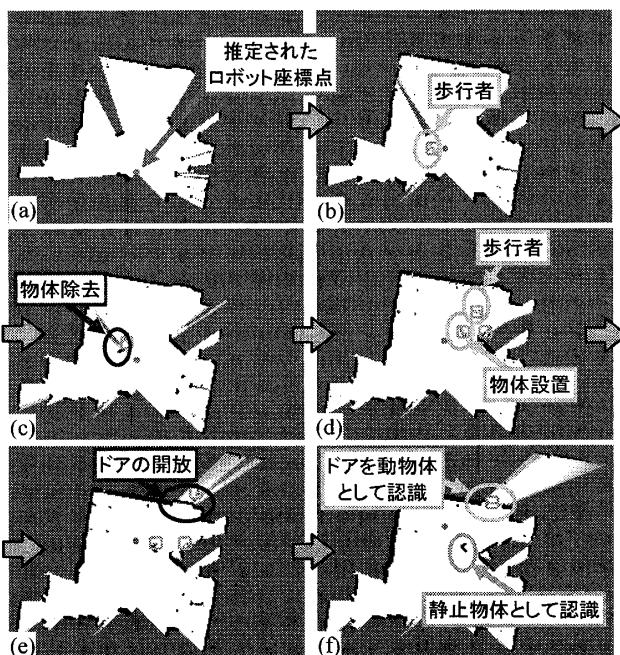 推定された
ロボット座標点
(a)
歩行者
(b)
物体除去
(c)
歩行者
物体設置
(d)
ドアの開放
(e)
ドアを動物体
として認識
静止物体として認識
(f)